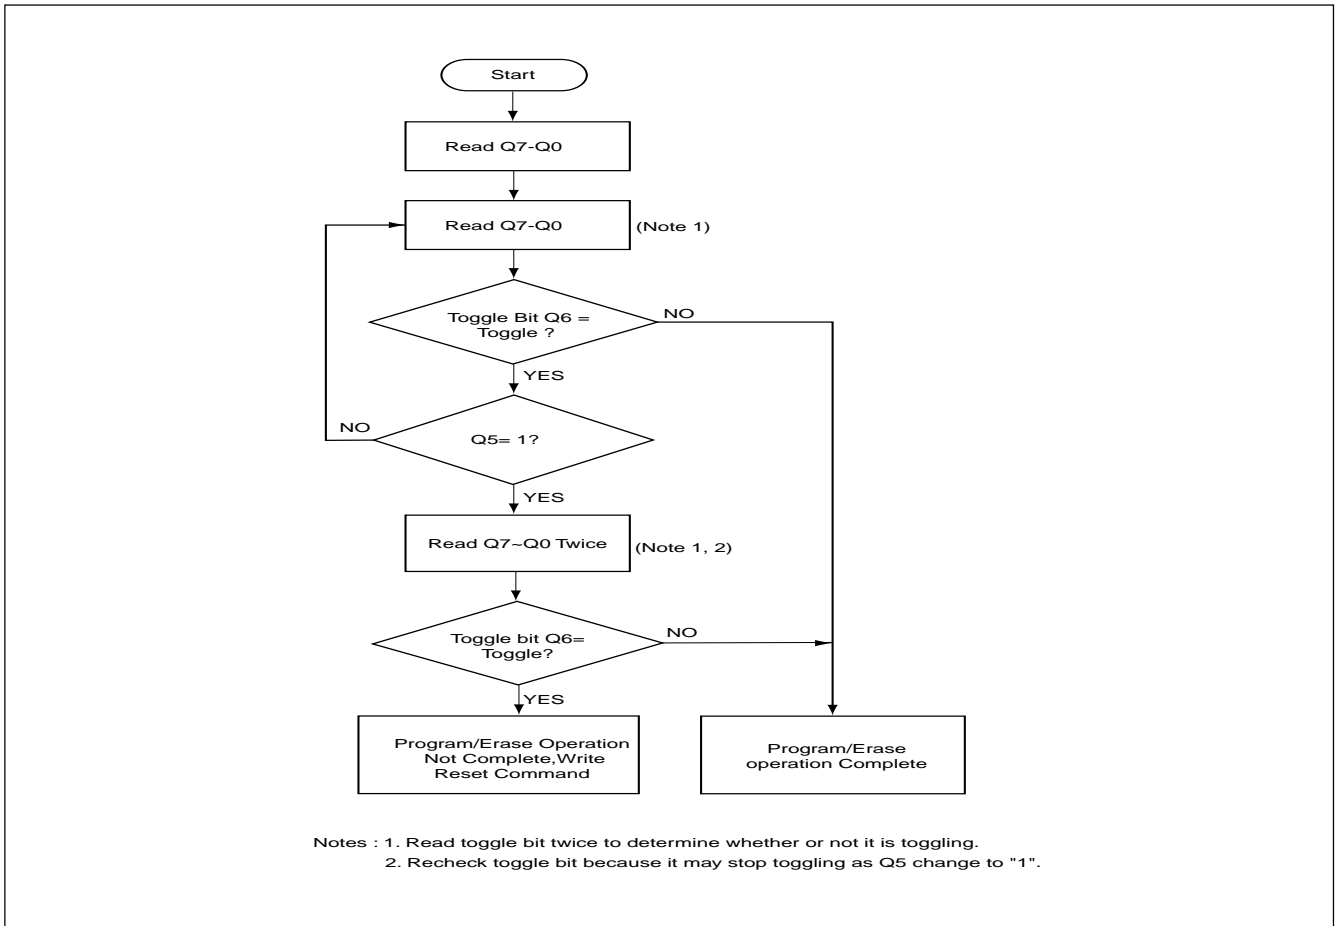 Start
Read Q7-Q0
Read Q7-Q0
(Note 1)
Toggle Bit Q6 =
Toggle ?
NO
YES
Q5= 1?
NO
YES
Read Q7~Q0 Twice
(Note 1, 2)
Toggle bit Q6=
Toggle?
NO
YES
Program/Erase Operation
Not Complete,Write
Reset Command
Program/Erase
operation Complete
Notes : 1. Read toggle bit twice to determine whether or not it is toggling.
2. Recheck toggle bit because it may stop toggling as Q5 change to "1".